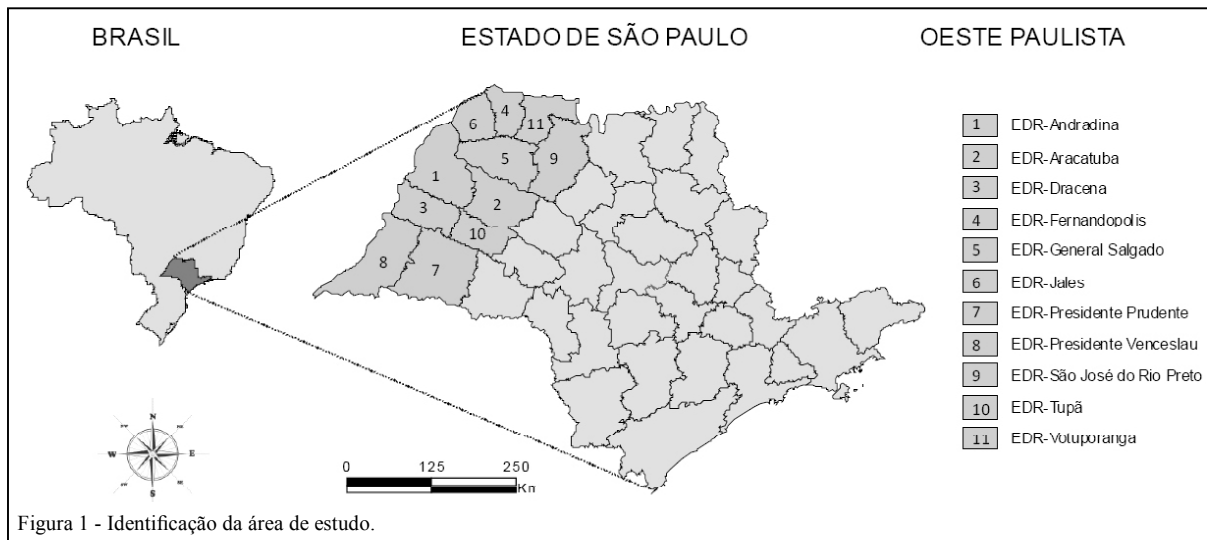 BRASIL
ESTADO DE SÃO PAULO
OESTE PAULISTA
1 EDR-Andradina
2 EDR-Aracatuba
3 EDR-Dracena
4 EDR-Fernandopolis
5 EDR-General Salgado
6 EDR-Jales
7 EDR-Presidente Prudente
8 EDR-Presidente Venceslau
9 EDR-São José do Rio Preto
10 EDR-Tupã
11 EDR-Votuporanga
4
6 11
5 9
1
2
3
10
8 7
N
W E
S
0 125 250
Km
Figura 1 - Identificação da área de estudo.